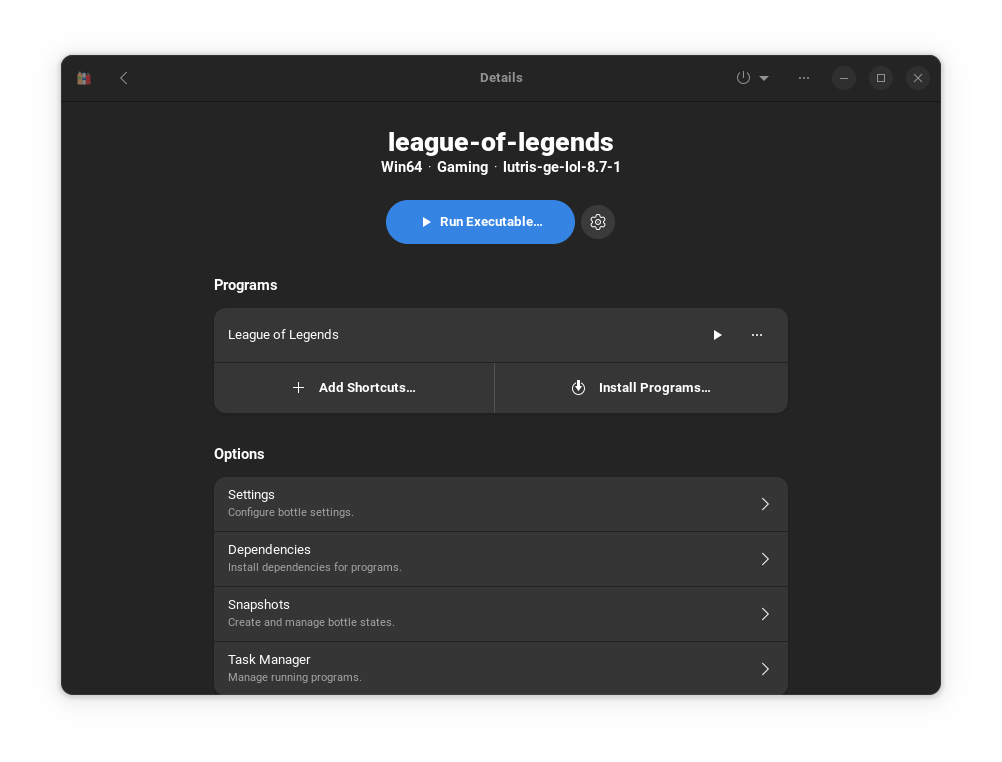 Details
league-of-legends
Win64 · Gaming · lutris-ge-lol-8.7-1
Run Executable…
Programs
League of Legends
Add Shortcuts…
Install Programs…
Options
Settings
Configure bottle settings.
Dependencies
Install dependencies for programs.
Snapshots
Create and manage bottle states.
Task Manager
Manage running programs.